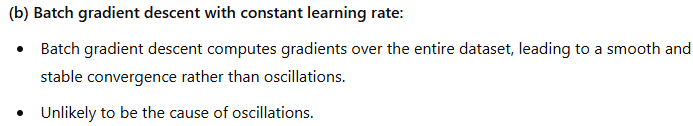 (b) Batch gradient descent with constant learning rate:
• Batch gradient descent computes gradients over the entire dataset, leading to a smooth and
stable convergence rather than oscillations.
• Unlikely to be the cause of oscillations.